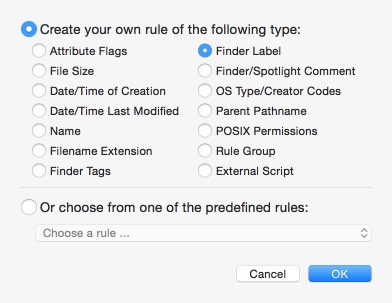 Create your own rule of the following type:
Attribute Flags
Finder Label
File Size
Finder/Spotlight Comment
Date/Time of Creation
OS Type/Creator Codes
Date/Time Last Modified
Parent Pathname
Name
POSIX Permissions
Filename Extension
Rule Group
Finder Tags
External Script
Or choose from one of the predefined rules:
Choose a rule ...
Cancel
OK